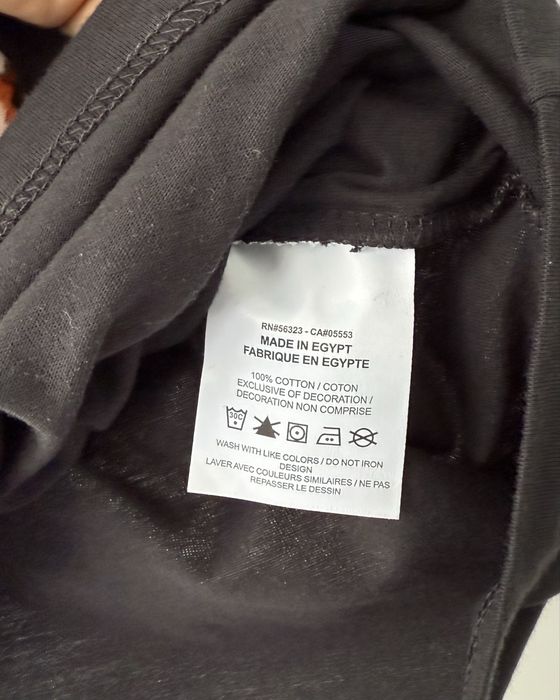 RN#56323 - CA#05553
MADE IN EGYPT
FABRIQUE EN EGYPTE
100% COTTON / COTON
EXCLUSIVE OF DECORATION /
DECORATION NON COMPRISE
30C
WASH WITH LIKE COLORS / DO NOT IRON
DESIGN
LAVER AVEC COULEURS SIMILAIRES / NE PAS
REPASSER LE DESSIN